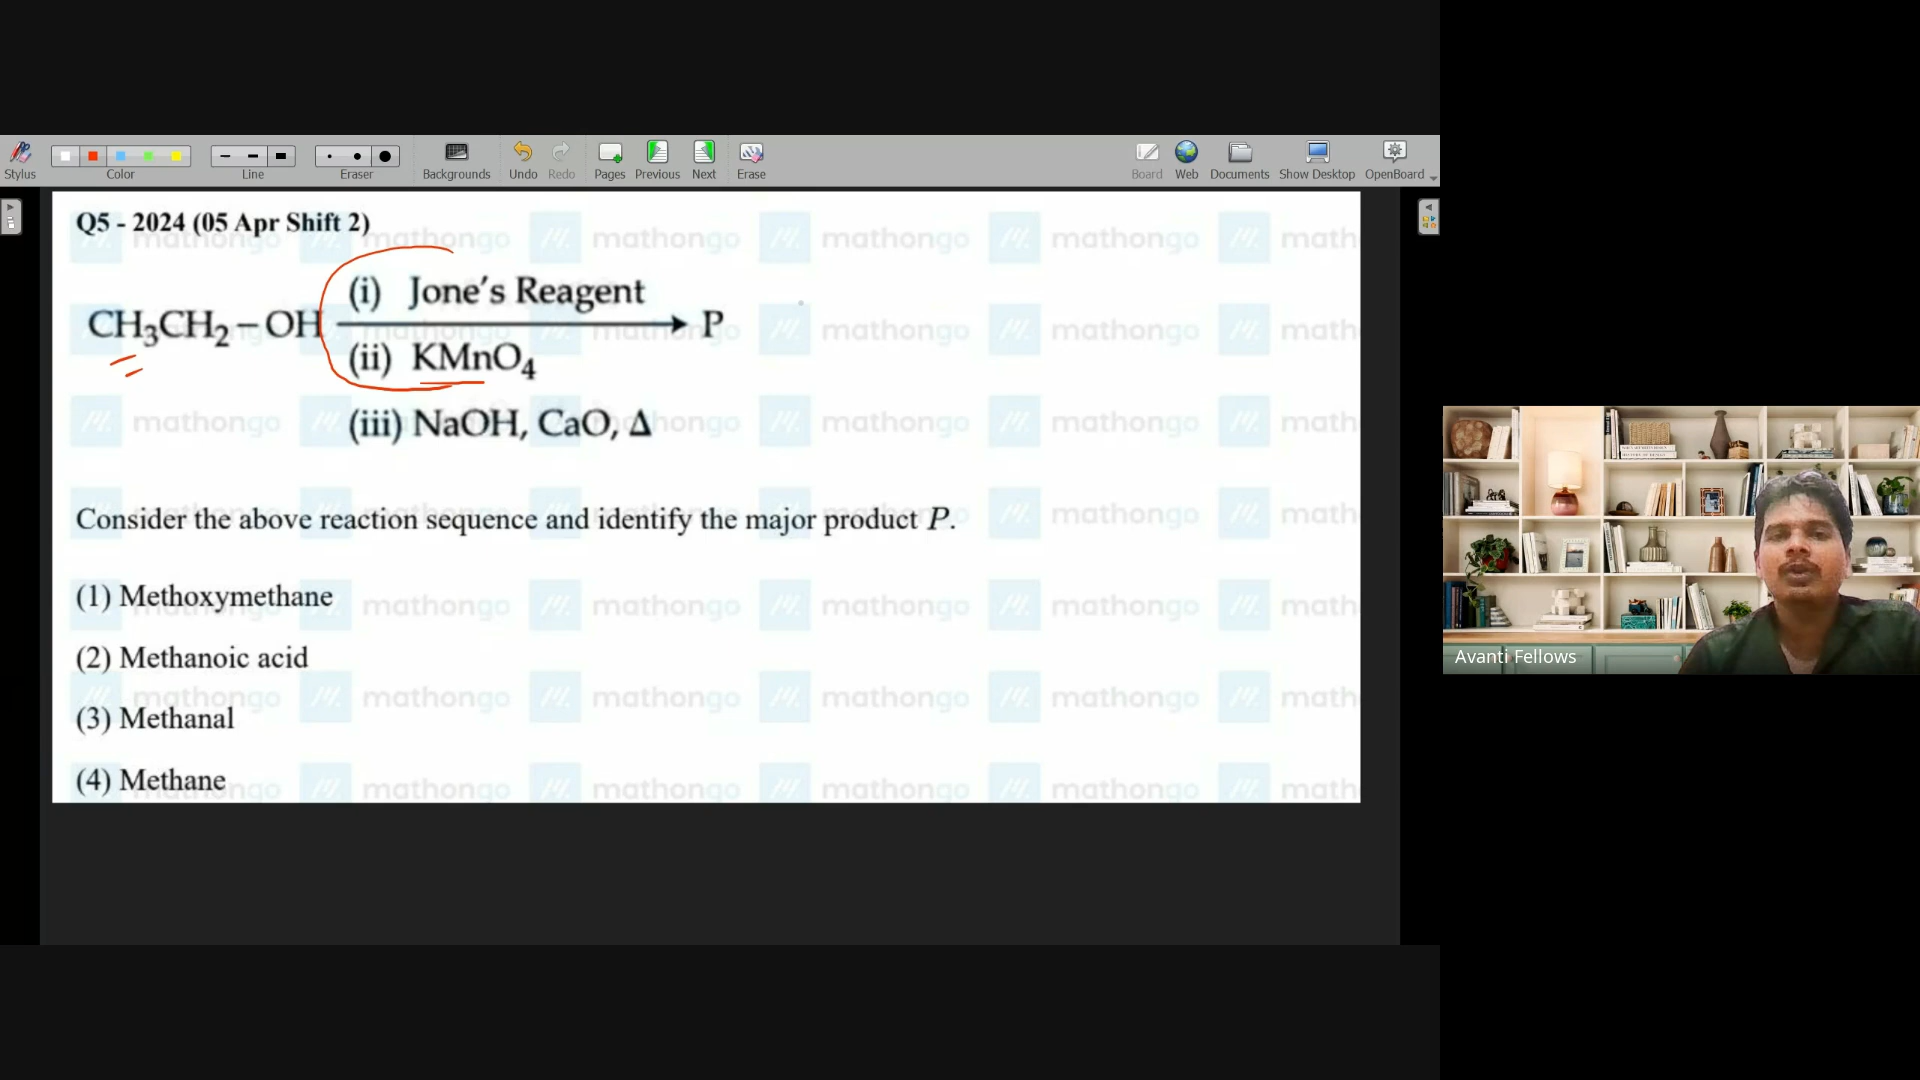 Stylus Color Line Eraser Backgrounds Undo Redo Pages Previous Next Erase Board Web Documents Show Desktop OpenBoard
Q5 - 2024 (05 Apr Shift 2)
(i) Jone's Reagent
CH₃CH₂ – OH → P
(ii) KMnO₄
(iii) NaOH, CaO, Δ
Consider the above reaction sequence and identify the major product P.
(1) Methoxymethane
(2) Methanoic acid
(3) Methanal
(4) Methane
mathongo
Avanti Fellows